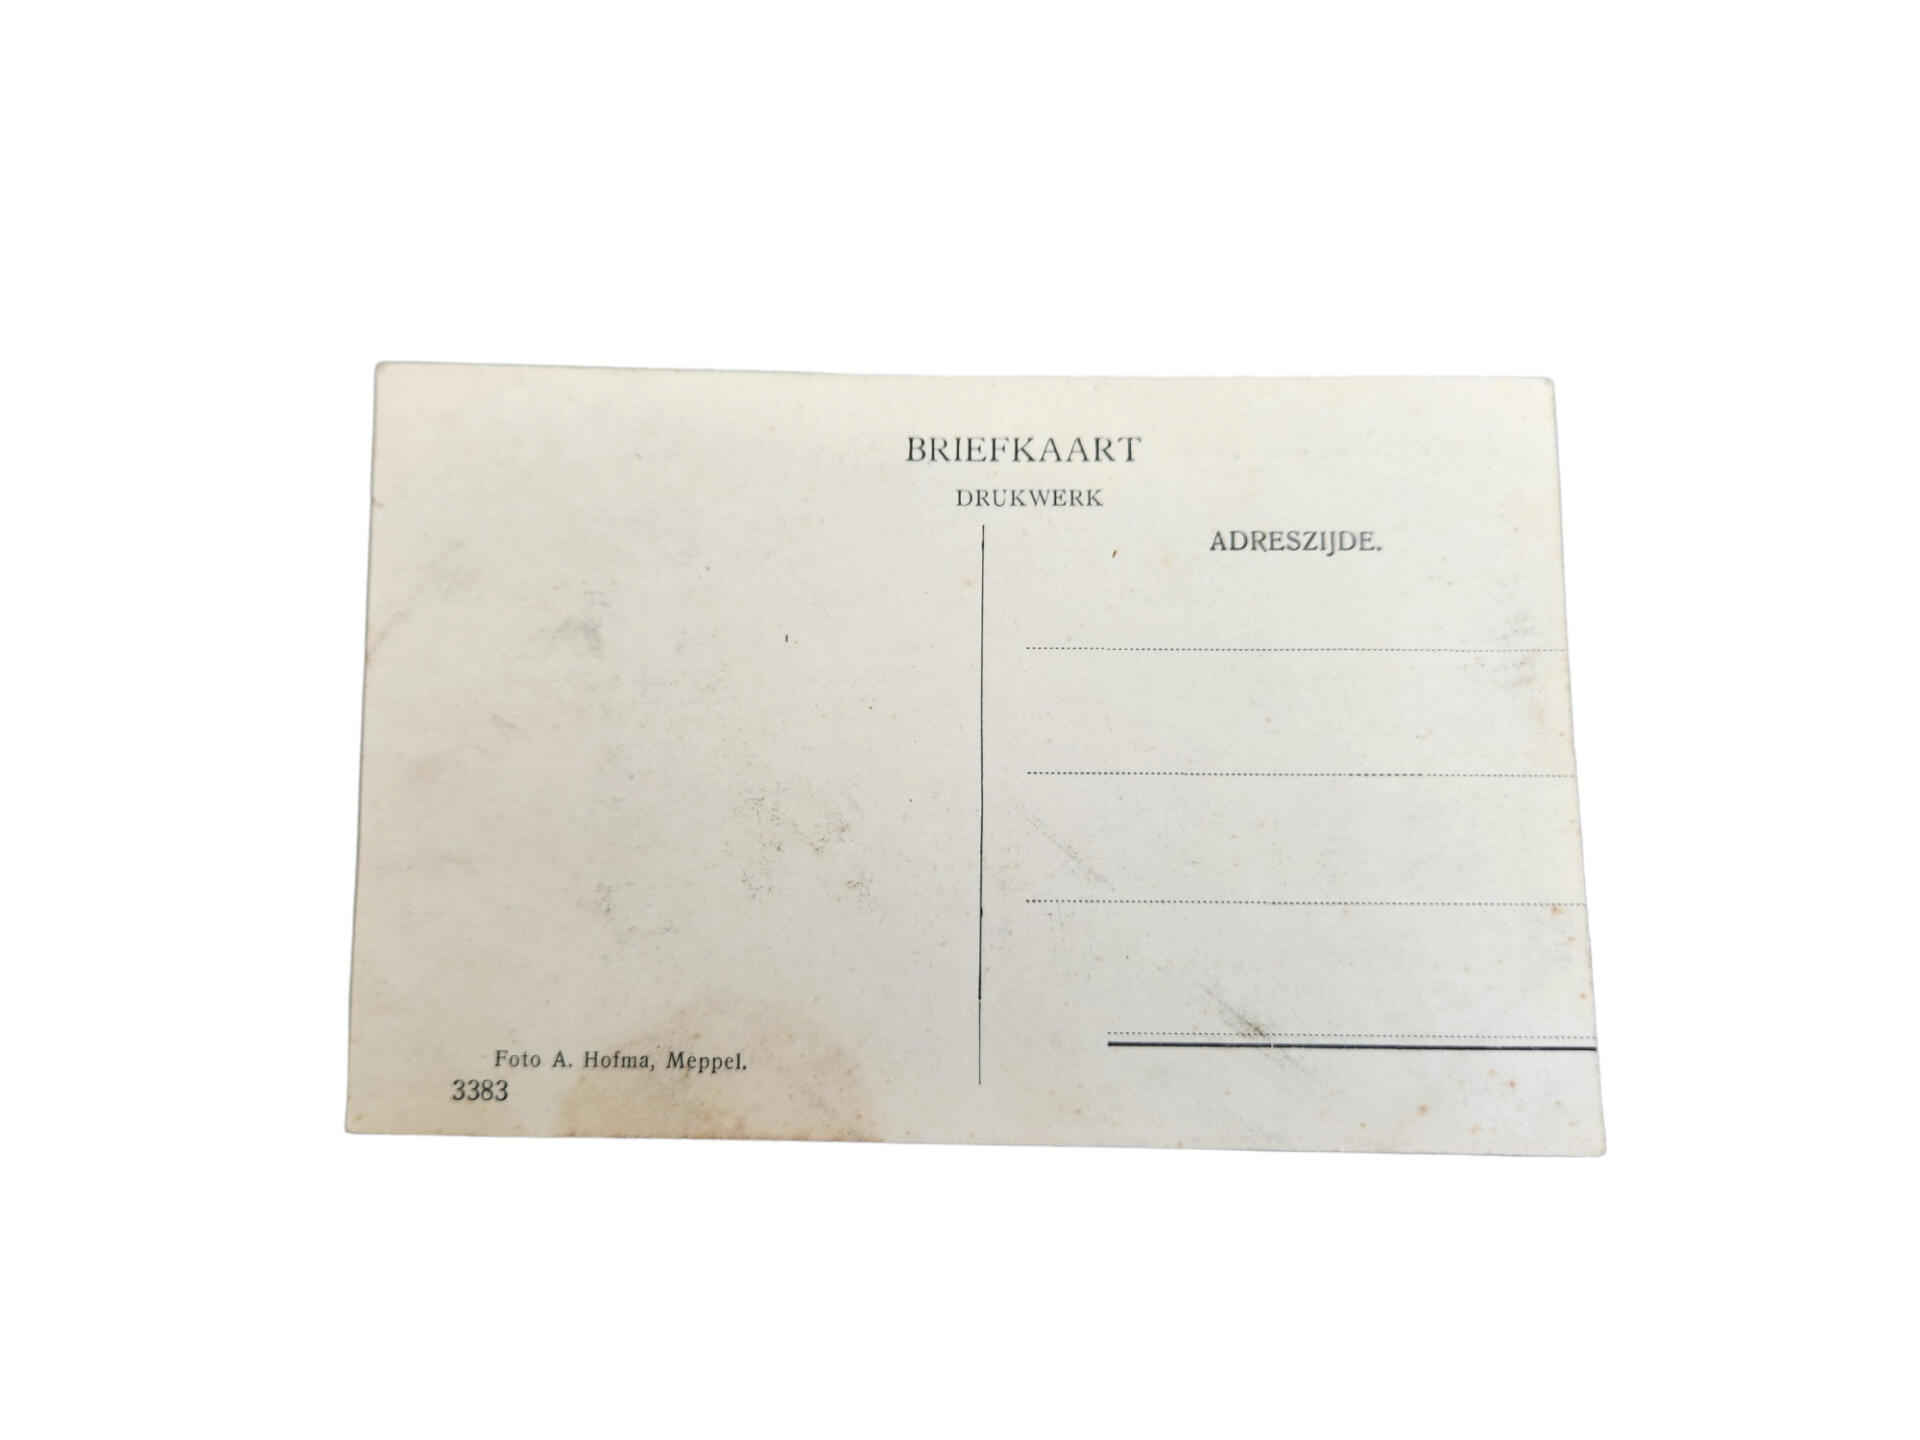 BRIEFKAART
DRUKWERK
ADRESZIJDE.
Foto A. Hofma, Meppel.
3383